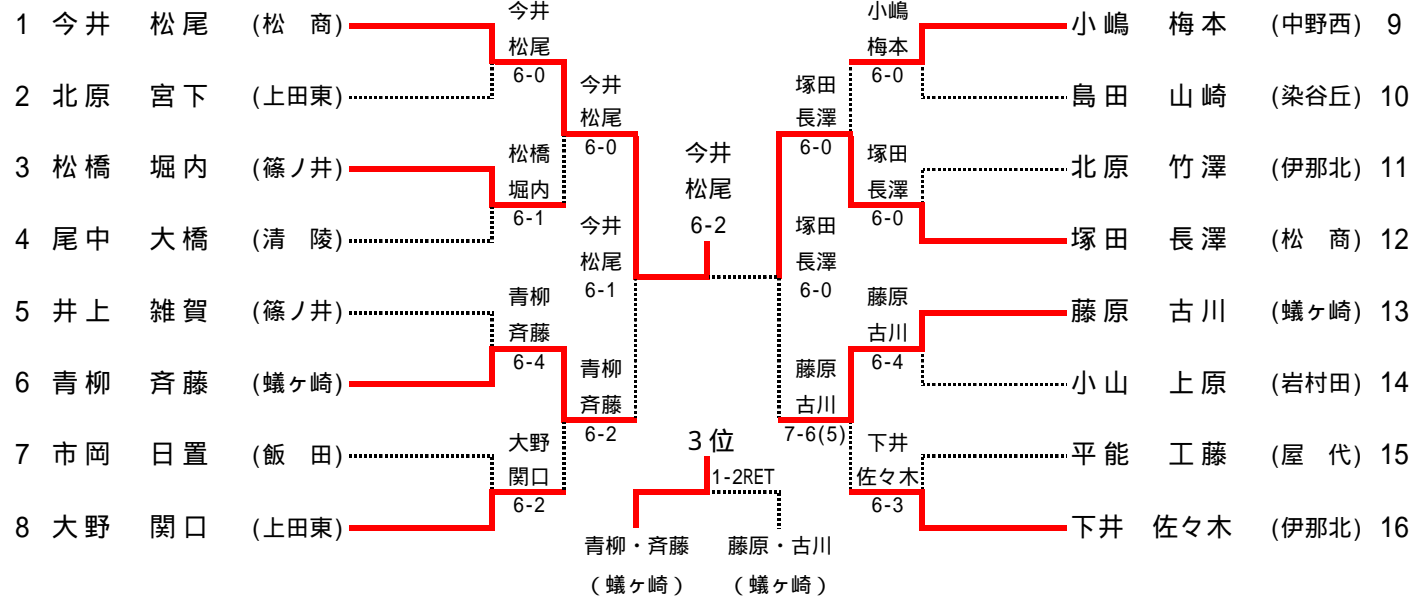 1 今井 松尾 (松 商)
2 北原 宮下 (上田東)
3 松橋 堀内 (篠ノ井)
4 尾中 大橋 (清 陵)
5 井上 雑賀 (篠ノ井)
6 青柳 斉藤 (蟻ヶ崎)
7 市岡 日置 (飯 田)
8 大野 関口 (上田東)
今井
松尾
6-0
松橋
堀内
6-1
青柳
斉藤
6-4
大野
関口
6-2
今井
松尾
6-0
青柳
斉藤
6-2
今井
松尾
6-1
今井
松尾
6-2
塚田
長澤
6-0
塚田
長澤
6-0
藤原
古川
7-6(5)
小嶋
梅本
6-0
塚田
長澤
6-0
藤原
古川
6-4
下井
佐々木
6-3
小嶋 梅本 (中野西) 9
島田 山崎 (染谷丘) 10
北原 竹澤 (伊那北) 11
塚田 長澤 (松 商) 12
藤原 古川 (蟻ヶ崎) 13
小山 上原 (岩村田) 14
平能 工藤 (屋 代) 15
下井 佐々木 (伊那北) 16
3位
1-2RET
青柳・斉藤 藤原・古川
(蟻ヶ崎) (蟻ヶ崎)